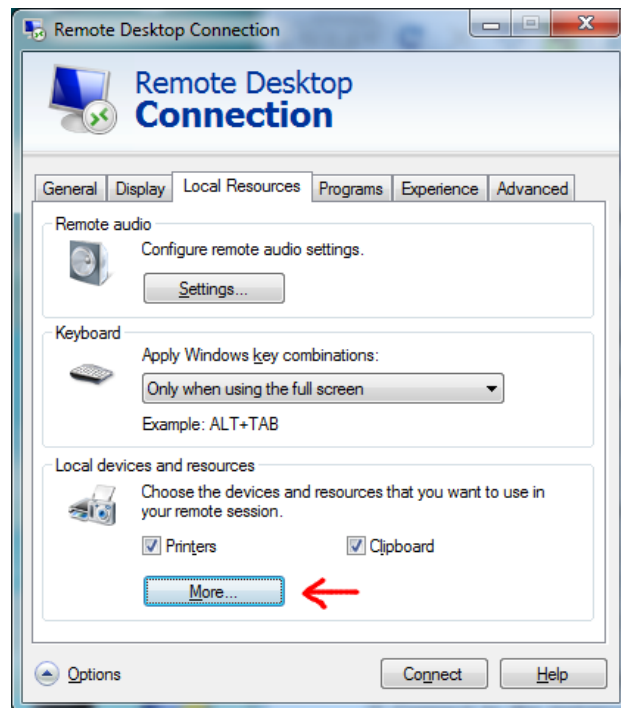 Remote Desktop Connection
Remote Desktop
Connection
General Display Local Resources Programs Experience Advanced
Remote audio
Configure remote audio settings.
Settings...
Keyboard
Apply Windows key combinations:
Only when using the full screen
Example: ALT+TAB
Local devices and resources
Choose the devices and resources that you want to use in
your remote session.
Printers Clipboard
More...
Options Connect Help